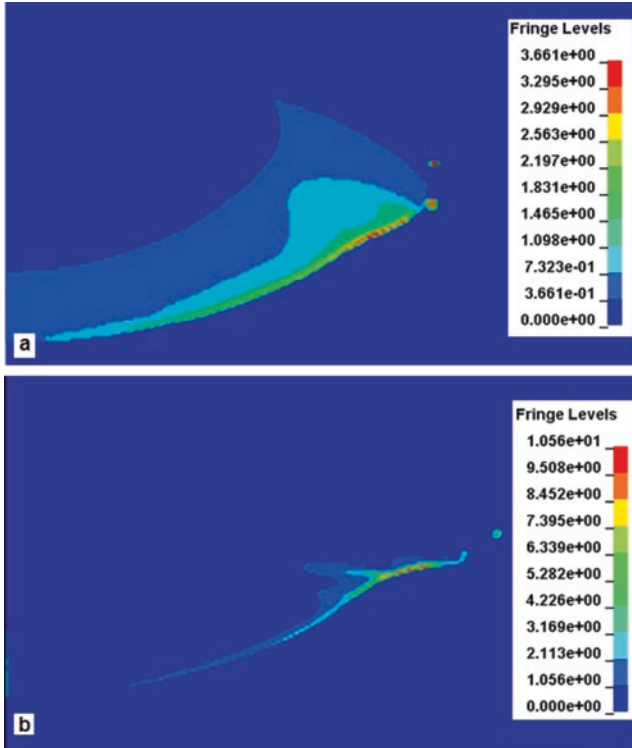 Fringe Levels
3.661e+00
3.295e+00
2.929e+00
2.563e+00
2.197e+00
1.831e+00
1.465e+00
1.098e+00
7.323e-01
3.661e-01
0.000e+00
a
Fringe Levels
1.056e+01
9.508e+00
8.452e+00
7.395e+00
6.339e+00
5.282e+00
4.226e+00
3.169e+00
2.113e+00
1.056e+00
0.000e+00
b